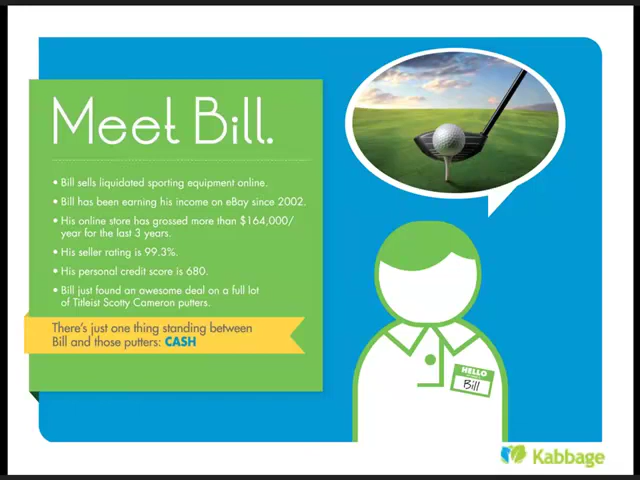 Meet Bill.
• Bill sells liquidated sporting equipment online.
• Bill has been earning his income on eBay since 2002.
• His online store has grossed more than $164,000/
year for the last 3 years.
• His seller rating is 99.3%.
• His personal credit score is 680.
• Bill just found an awesome deal on a full lot
of Titleist Scotty Cameron putters.
There's just one thing standing between
Bill and those putters: CASH
HELLO
Bill
Kabbage